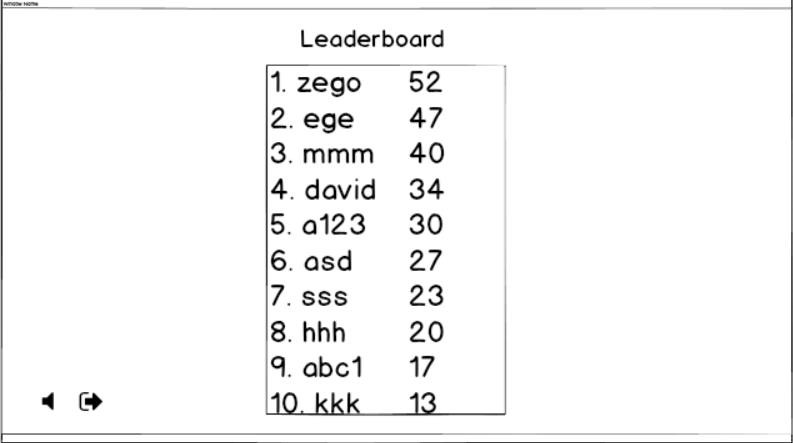 Window Name
Leaderboard
1. zego 52
2. ege 47
3. mmm 40
4. david 34
5. a123 30
6. asd 27
7. sss 23
8. hhh 20
9. abc1 17
10. kkk 13